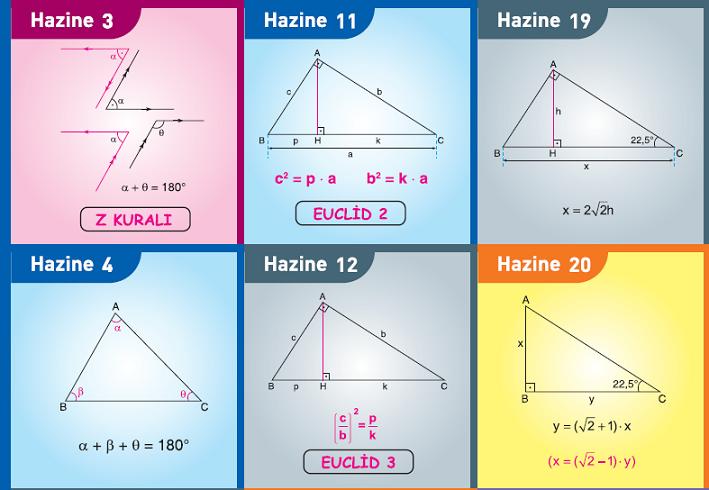 Hazine 3
α
α
θ
α
α + θ = 180°
Z KURALI
Hazine 11
A
c
b
B
p
H
k
C
a
c² = p · a b² = k · a
EUCLİD 2
Hazine 19
A
h
22,5°
B
H
C
x
x = 2√2h
Hazine 4
A
α
β
θ
B
C
α + β + θ = 180°
Hazine 12
A
c
b
B
p
H
k
C
(c/b)² = p/k
EUCLİD 3
Hazine 20
A
x
22,5°
B
y
C
y = (√2 + 1) · x
(x = (√2 – 1) · y)